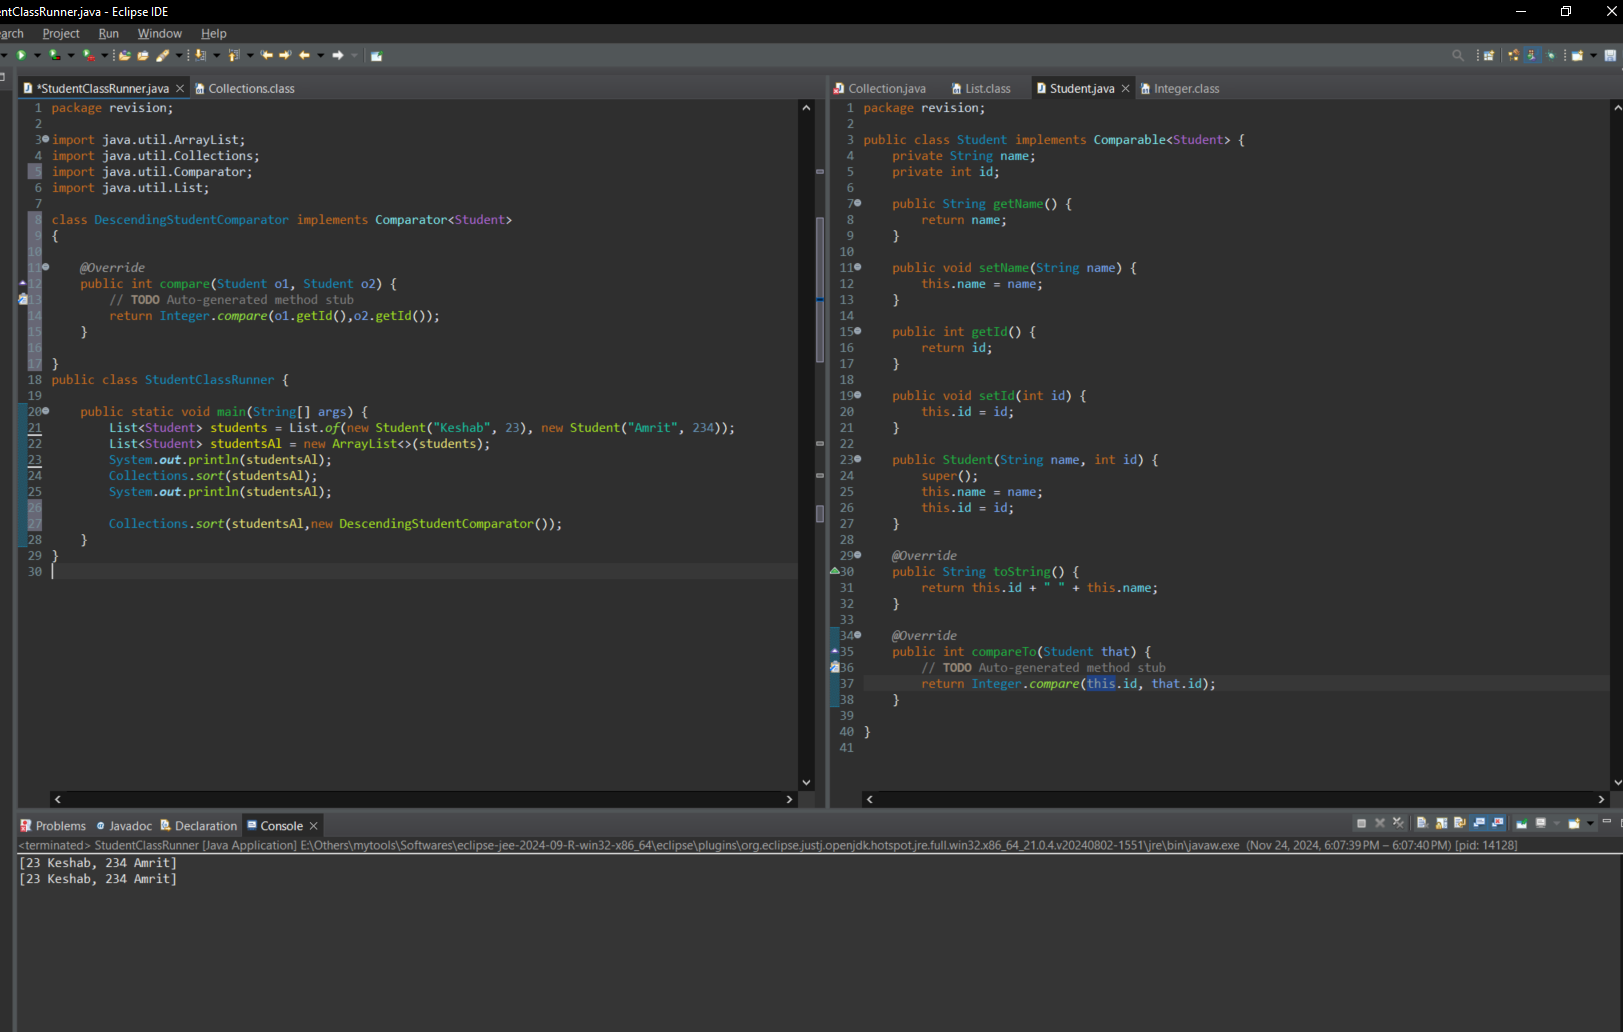 ntClassRunner.java - Eclipse IDE
arch Project Run Window Help
*StudentClassRunner.java Collections.class
1 package revision;
2
3 import java.util.ArrayList;
4 import java.util.Collections;
5 import java.util.Comparator;
6 import java.util.List;
7
8 class DescendingStudentComparator implements Comparator<Student>
9 {
10
11 @Override
12 public int compare(Student o1, Student o2) {
13 // TODO Auto-generated method stub
14 return Integer.compare(o1.getId(),o2.getId());
15 }
16
17 }
18 public class StudentClassRunner {
19
20 public static void main(String[] args) {
21 List<Student> students = List.of(new Student("Keshab", 23), new Student("Amrit", 234));
22 List<Student> studentsAl = new ArrayList<>(students);
23 System.out.println(studentsAl);
24 Collections.sort(studentsAl);
25 System.out.println(studentsAl);
26
27 Collections.sort(studentsAl,new DescendingStudentComparator());
28 }
29 }
30
Collection.java List.class Student.java Integer.class
1 package revision;
2
3 public class Student implements Comparable<Student> {
4 private String name;
5 private int id;
6
7 public String getName() {
8 return name;
9 }
10
11 public void setName(String name) {
12 this.name = name;
13 }
14
15 public int getId() {
16 return id;
17 }
18
19 public void setId(int id) {
20 this.id = id;
21 }
22
23 public Student(String name, int id) {
24 super();
25 this.name = name;
26 this.id = id;
27 }
28
29 @Override
30 public String toString() {
31 return this.id + " " + this.name;
32 }
33
34 @Override
35 public int compareTo(Student that) {
36 // TODO Auto-generated method stub
37 return Integer.compare(this.id, that.id);
38 }
39
40 }
41
Problems Javadoc Declaration Console
<terminated> StudentClassRunner [Java Application] E:\Others\mytools\Softwares\eclipse-jee-2024-09-R-win32-x86_64\eclipse\plugins\org.eclipse.justj.openjdk.hotspot.jre.full.win32.x86_64_21.0.4.v20240802-1551\jre\bin\javaw.exe (Nov 24, 2024, 6:07:39 PM – 6:07:40 PM) [pid: 14128]
[23 Keshab, 234 Amrit]
[23 Keshab, 234 Amrit]